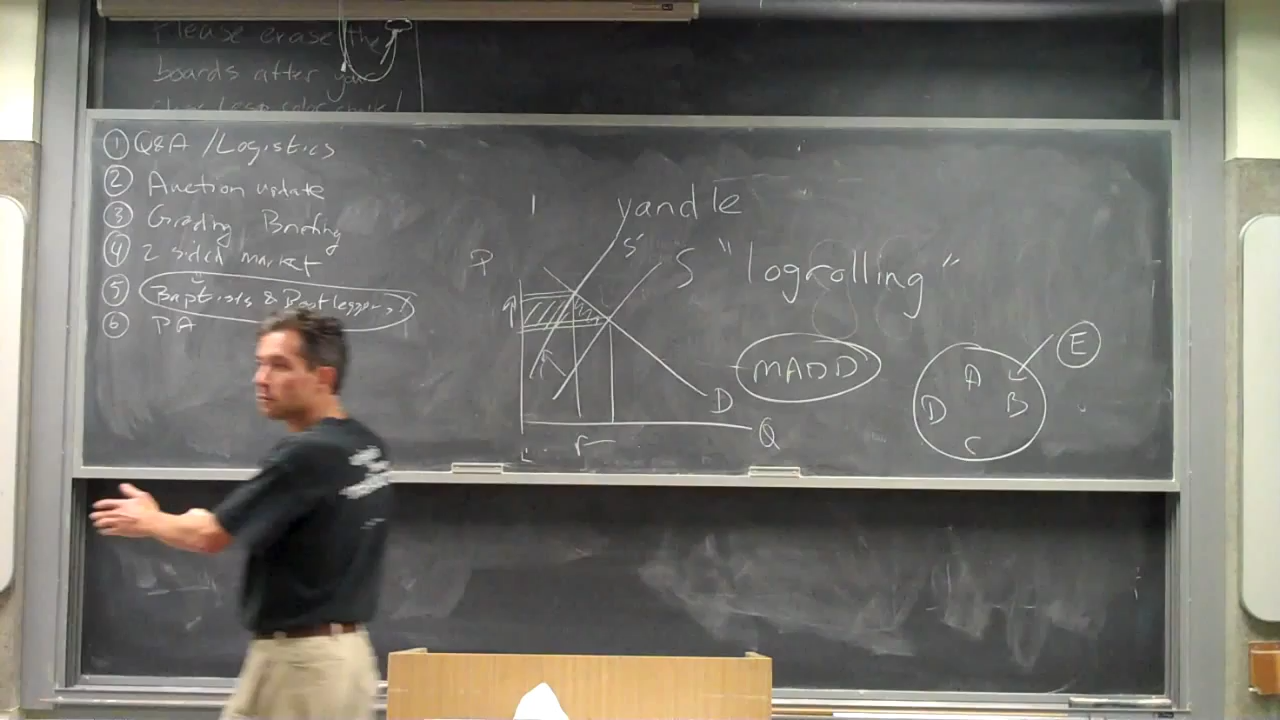 Please erase the
boards after your
① Q&A / Logistics
② Auction update
③ Grading Briefing
④ 2 sided market
⑤ Baptists & Bootleggers!
⑥ PA
yandle
P
S'
S "logrolling"
MADD
D
Q
E
A
D
B
C